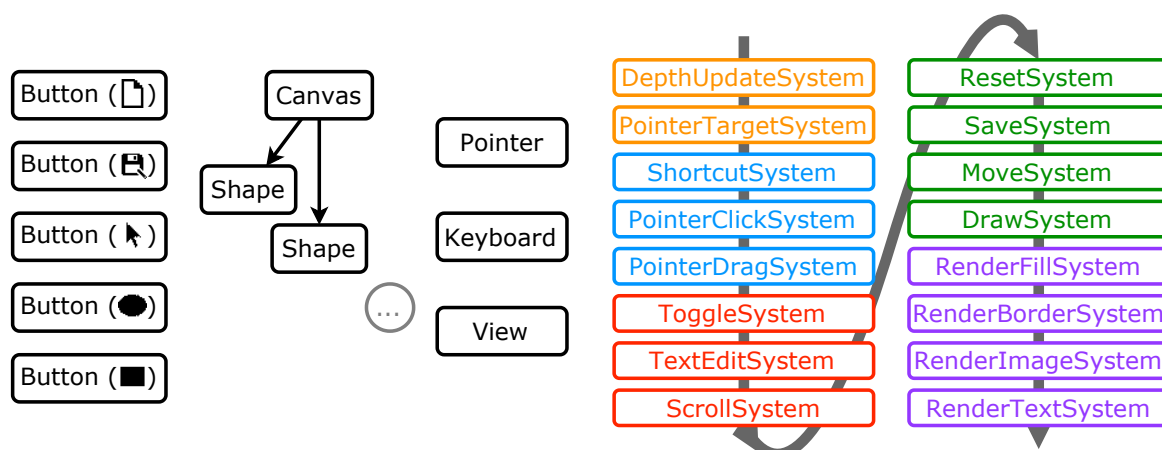 Button ( )
Button ( )
Button ( )
Button ( )
Button ( )
Canvas
Shape
Shape
...
Pointer
Keyboard
View
DepthUpdateSystem
PointerTargetSystem
ShortcutSystem
PointerClickSystem
PointerDragSystem
ToggleSystem
TextEditSystem
ScrollSystem
ResetSystem
SaveSystem
MoveSystem
DrawSystem
RenderFillSystem
RenderBorderSystem
RenderImageSystem
RenderTextSystem